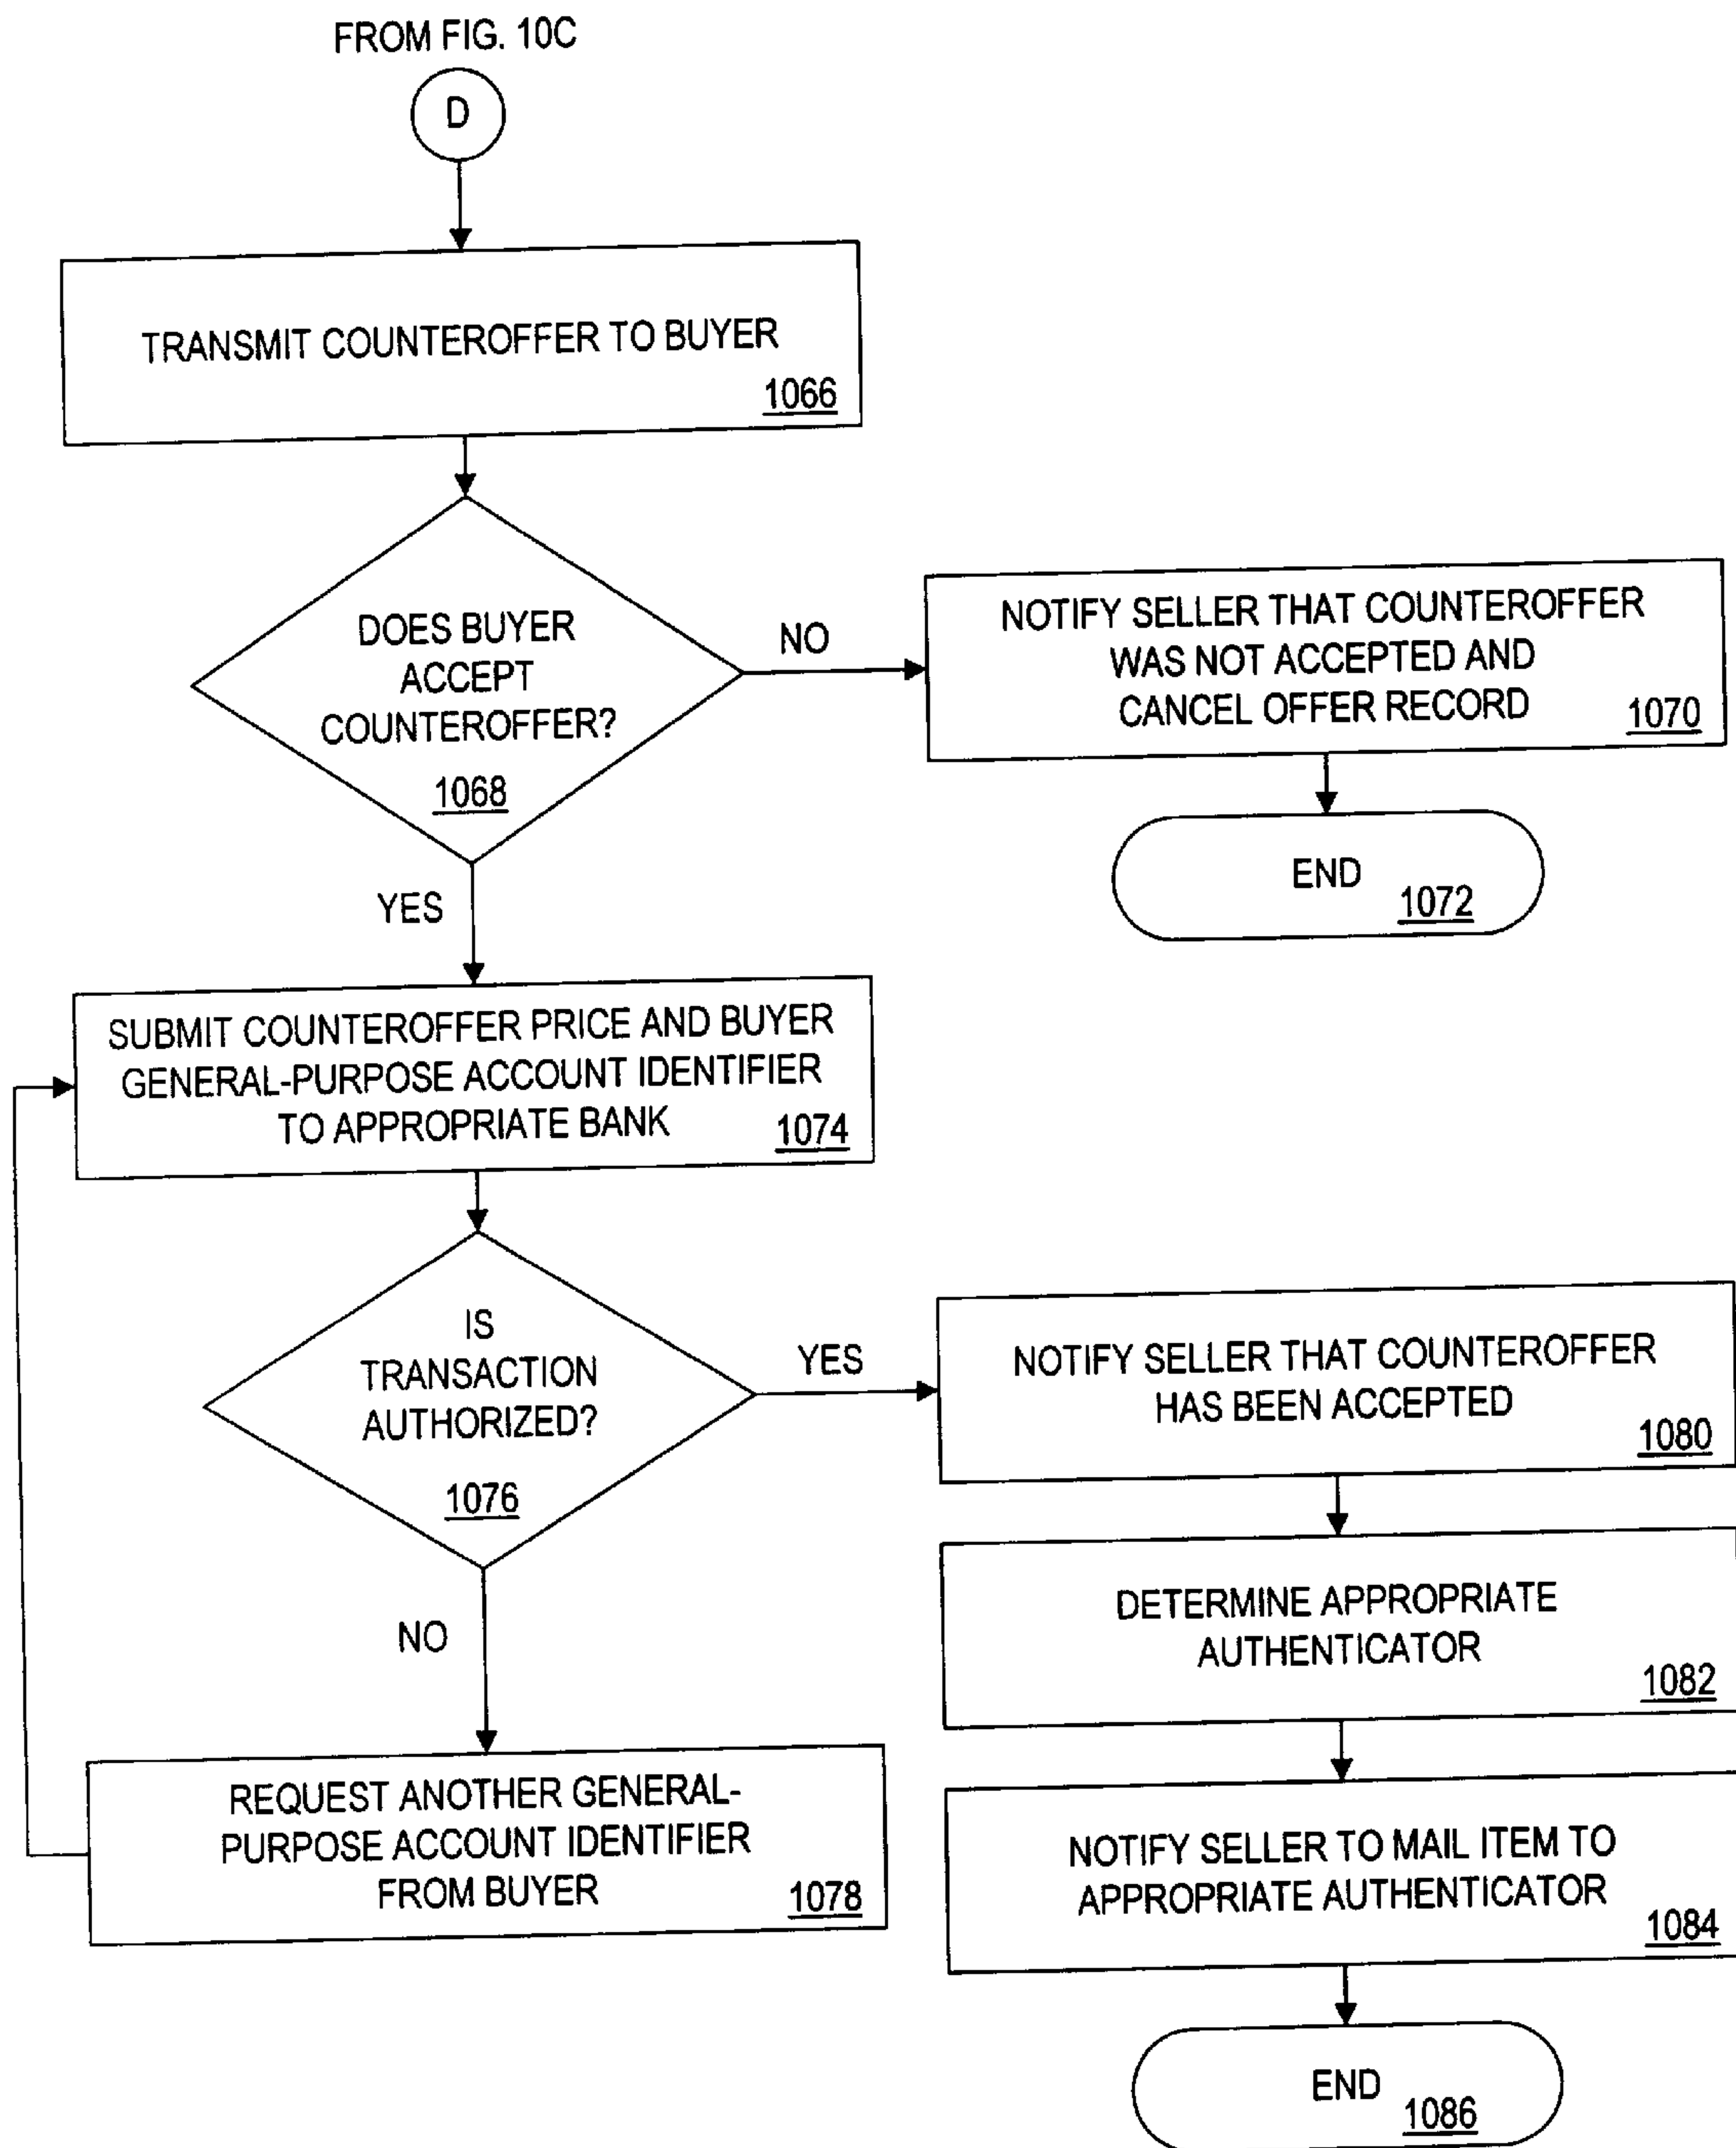 FROM FIG. 10C
D
TRANSMIT COUNTEROFFER TO BUYER
1066
DOES BUYER
ACCEPT
COUNTEROFFER?
1068
NO
NOTIFY SELLER THAT COUNTEROFFER
WAS NOT ACCEPTED AND
CANCEL OFFER RECORD
1070
END
1072
YES
SUBMIT COUNTEROFFER PRICE AND BUYER
GENERAL-PURPOSE ACCOUNT IDENTIFIER
TO APPROPRIATE BANK
1074
IS
TRANSACTION
AUTHORIZED?
1076
YES
NOTIFY SELLER THAT COUNTEROFFER
HAS BEEN ACCEPTED
1080
DETERMINE APPROPRIATE
AUTHENTICATOR
1082
NO
REQUEST ANOTHER GENERAL-
PURPOSE ACCOUNT IDENTIFIER
FROM BUYER
1078
NOTIFY SELLER TO MAIL ITEM TO
APPROPRIATE AUTHENTICATOR
1084
END
1086